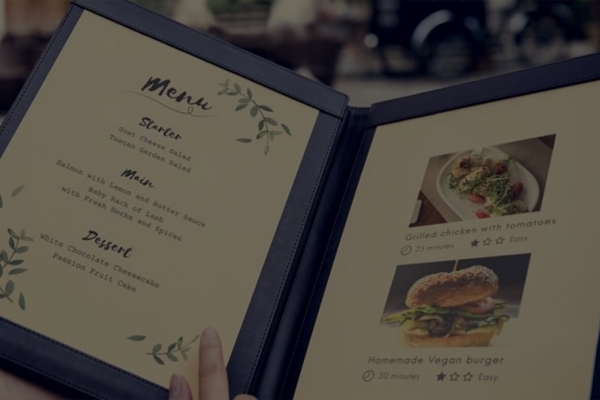 Menu
Starter
Goat Cheese Salad
Tuscan Garden Salad
Main
Salmon with Lamon and Butter Sauce
Baby Rack of Lamb
with Fresh Herbs and Spices
Dessert
White Chocolate Cheesecake
Passion Fruit Cake
Grilled chicken with tomatoes
25 minutes Easy
Homemade Vegan burger
30 minutes Easy